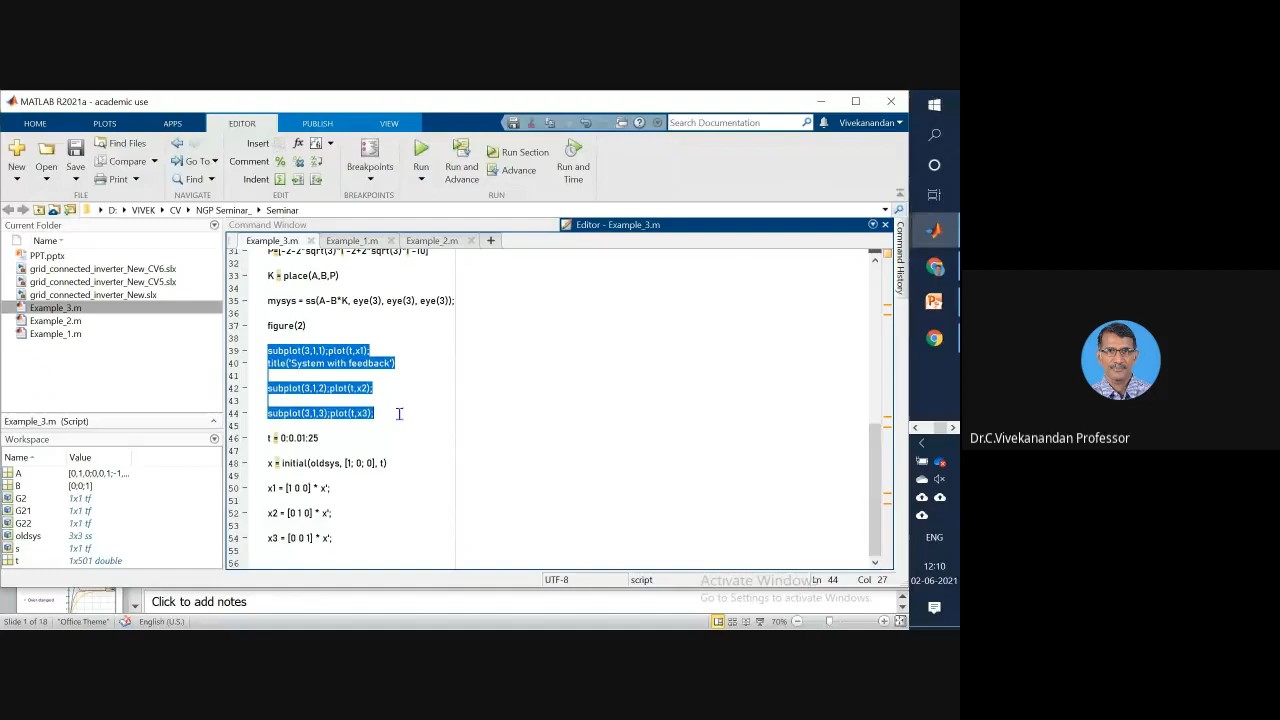 MATLAB R2021a - academic use
HOME PLOTS APPS EDITOR PUBLISH VIEW Search Documentation Vivekanandan
New Open Save Find Files Compare Print Go To Find Insert Comment Indent fx Breakpoints Run Run and Advance Run Section Advance Run and Time
FILE NAVIGATE EDIT BREAKPOINTS RUN
D: VIVEK CV NGP Seminar_ Seminar
Current Folder
Name
PPT.pptx
grid_connected_inverter_New_CV6.slx
grid_connected_inverter_New_CV5.slx
grid_connected_inverter_New.slx
Example_3.m
Example_2.m
Example_1.m
Example_3.m (Script)
Workspace
Name Value
A [0,1,0;0,0,1;-1,...
B [0;0;1]
G2 1x1 tf
G21 1x1 tf
G22 1x1 tf
oldsys 3x3 ss
s 1x1 tf
t 1x501 double
Command Window Editor - Example_3.m
Example_3.m Example_1.m Example_2.m
31
32
33 K = place(A,B,P)
34
35 mysys = ss(A-B*K, eye(3), eye(3), eye(3));
36
37 figure(2)
38
39 subplot(3,1,1);plot(t,x1);
40 title('System with feedback')
41
42 subplot(3,1,2);plot(t,x2);
43
44 subplot(3,1,3);plot(t,x3);
45
46 t = 0:0.01:25
47
48 x = initial(oldsys, [1; 0; 0], t)
49
50 x1 = [1 0 0] * x';
51
52 x2 = [0 1 0] * x';
53
54 x3 = [0 0 1] * x';
55
56
Command History
UTF-8 script Ln 44 Col 27
Activate Windows
Go to Settings to activate Windows.
Over-damped
Click to add notes
Slide 1 of 18 "Office Theme" English (U.S.) 70%
ENG
12:10
02-06-2021
Dr.C.Vivekanandan Professor